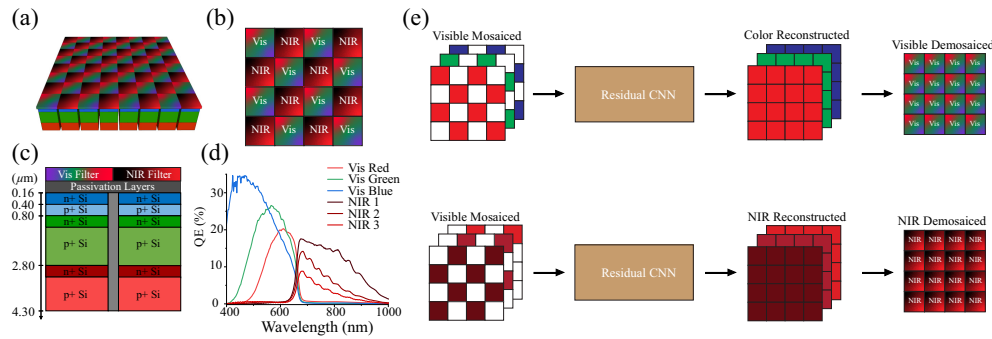 (a)
(b)
Vis NIR Vis NIR
NIR Vis NIR Vis
Vis NIR Vis NIR
NIR Vis NIR Vis
(c)
(µm)
Vis Filter NIR Filter
Passivation Layers
0.16
n+ Si n+ Si
0.40
p+ Si p+ Si
0.80
n+ Si n+ Si
p+ Si p+ Si
2.80
n+ Si n+ Si
p+ Si p+ Si
4.30
(d)
Vis Red
Vis Green
Vis Blue
NIR 1
NIR 2
NIR 3
QE (%)
30
20
10
0
400 600 800 1000
Wavelength (nm)
(e)
Visible Mosaiced
Residual CNN
Color Reconstructed
Visible Demosaiced
Vis Vis Vis Vis
Vis Vis Vis Vis
Vis Vis Vis Vis
Vis Vis Vis Vis
Visible Mosaiced
Residual CNN
NIR Reconstructed
NIR Demosaiced
NIR NIR NIR NIR
NIR NIR NIR NIR
NIR NIR NIR NIR
NIR NIR NIR NIR